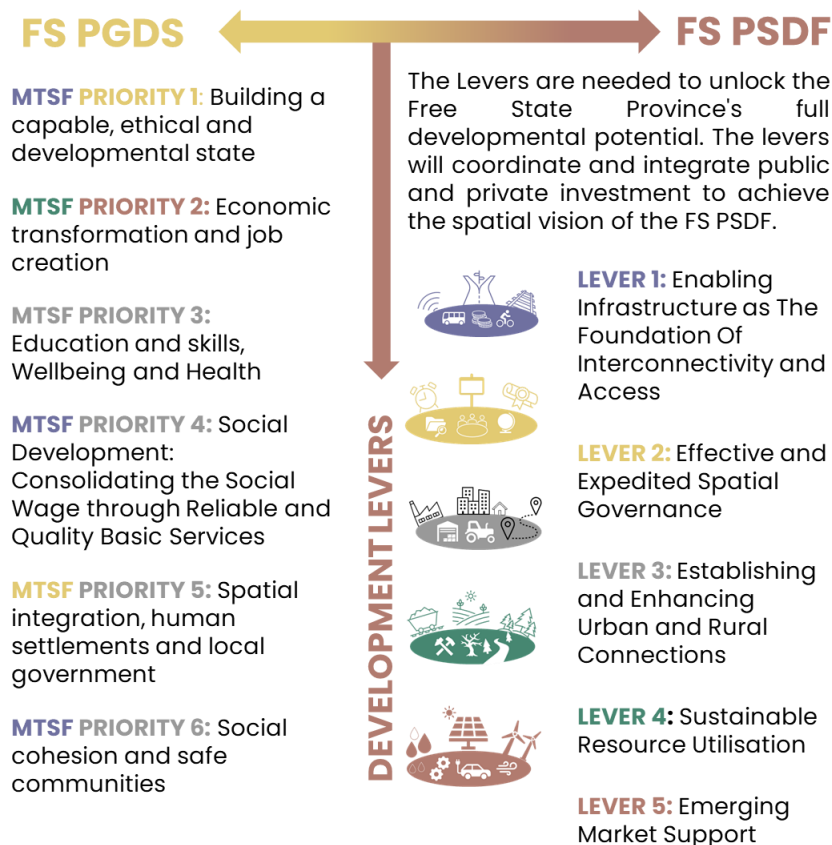 FS PGDS
FS PSDF
MTSF PRIORITY 1: Building a
capable, ethical and
developmental state
MTSF PRIORITY 2: Economic
transformation and job
creation
MTSF PRIORITY 3:
Education and skills,
Wellbeing and Health
MTSF PRIORITY 4: Social
Development:
Consolidating the Social
Wage through Reliable and
Quality Basic Services
MTSF PRIORITY 5: Spatial
integration, human
settlements and local
government
MTSF PRIORITY 6: Social
cohesion and safe
communities
The Levers are needed to unlock the
Free State Province's full
developmental potential. The levers
will coordinate and integrate public
and private investment to achieve
the spatial vision of the FS PSDF.
DEVELOPMENT LEVERS
LEVER 1: Enabling
Infrastructure as The
Foundation Of
Interconnectivity and
Access
LEVER 2: Effective and
Expedited Spatial
Governance
LEVER 3: Establishing
and Enhancing
Urban and Rural
Connections
LEVER 4: Sustainable
Resource Utilisation
LEVER 5: Emerging
Market Support